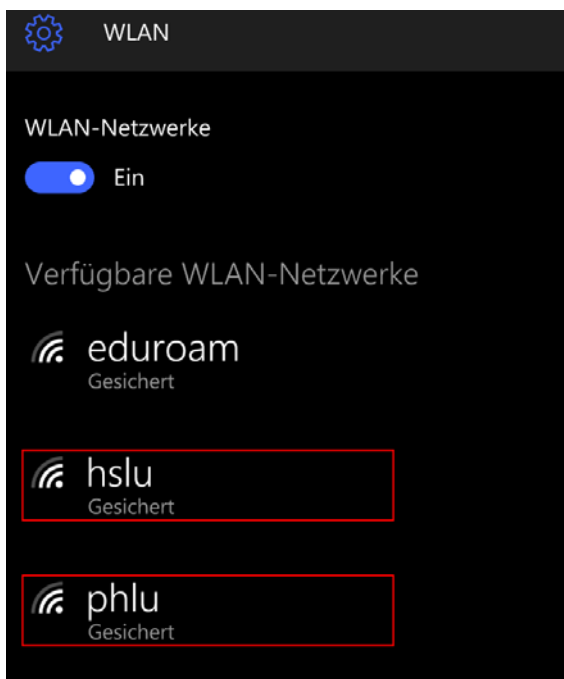 WLAN
WLAN-Netzwerke
Ein
Verfügbare WLAN-Netzwerke
eduroam
Gesichert
hslu
Gesichert
phlu
Gesichert